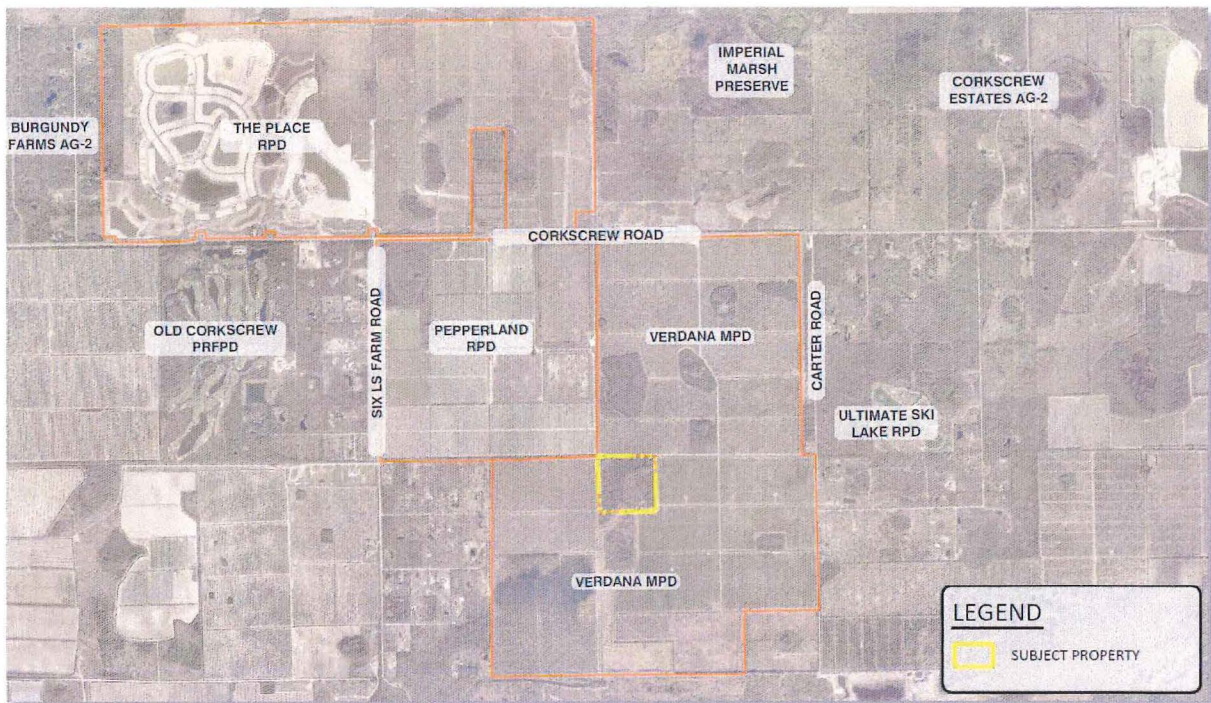 IMPERIAL
MARSH
PRESERVE
CORKSCREW
ESTATES AG-2
BURGUNDY
FARMS AG-2
THE PLACE
RPD
CORKSCREW ROAD
SIX LS FARM ROAD
OLD CORKSCREW
PRFPD
PEPPERLAND
RPD
VERDANA MPD
CARTER ROAD
ULTIMATE SKI
LAKE RPD
VERDANA MPD
LEGEND
SUBJECT PROPERTY